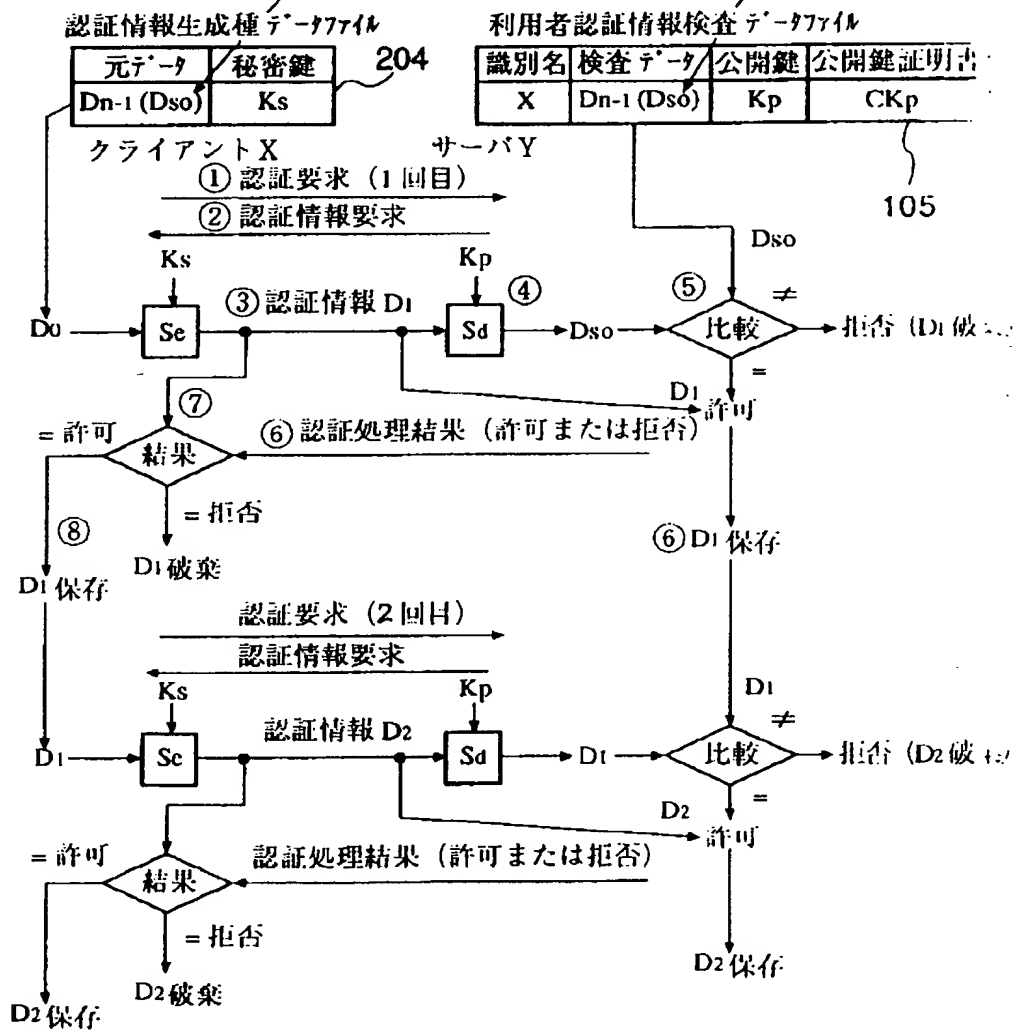 認証情報生成種データファイル
利用者認証情報検査データファイル
元データ 秘密鍵
204
Dn-1 (Dso) Ks
識別名 検査データ 公開鍵 公開鍵証明書
X Dn-1 (Dso) Kp CKp
105
クライアントX
サーバY
① 認証要求 (1回目)
② 認証情報要求
Dso
Ks
Kp
③ 認証情報 D1
④
⑤
≠
D0
Se
Sd
Dso
比較
拒否 (D1破
=
D1
許可
⑦
⑥ 認証処理結果 (許可または拒否)
= 許可
結果
= 拒否
⑧
D1破棄
⑥ D1保存
D1保存
認証要求 (2回目)
認証情報要求
Ks
Kp
D1
認証情報 D2
≠
D1
Se
Sd
D1
比較
拒否 (D2破
=
D2
許可
認証処理結果 (許可または拒否)
= 許可
結果
= 拒否
D2破棄
D2保存
D2保存